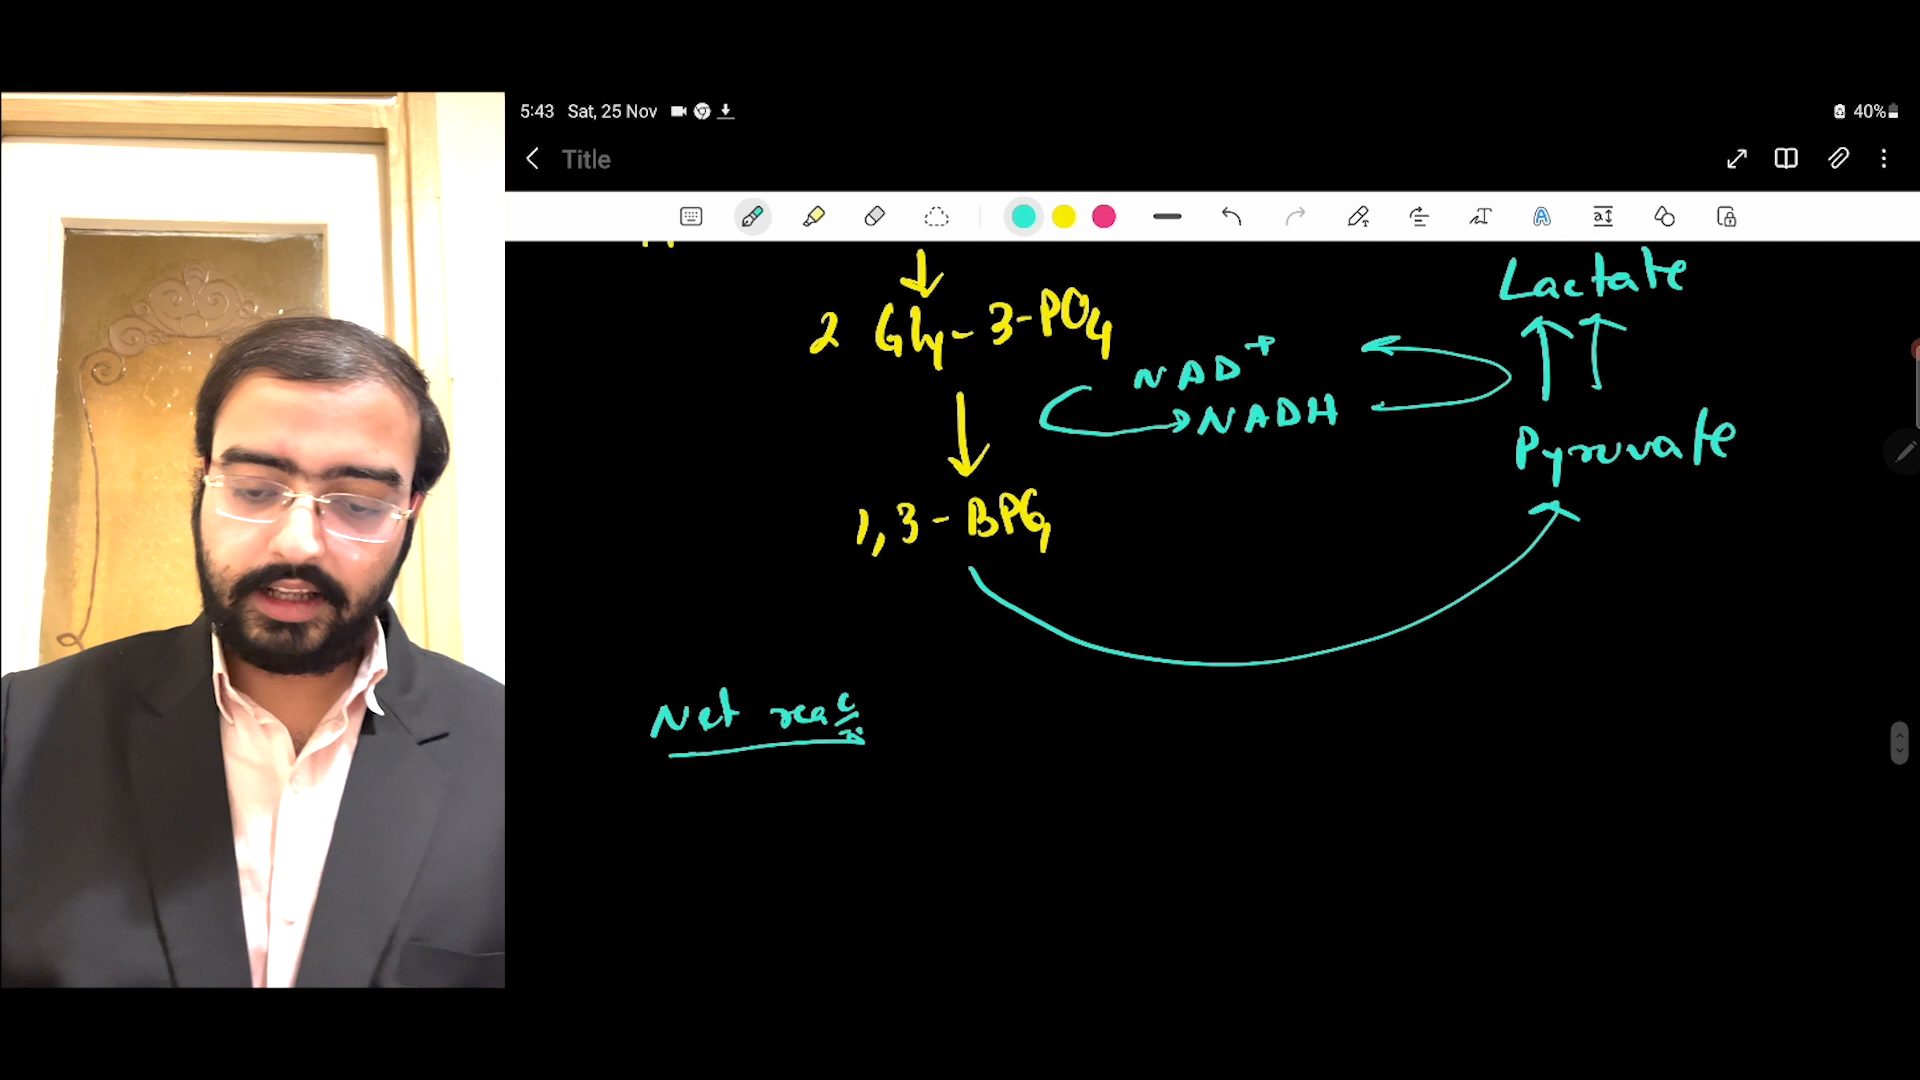 5:43 Sat, 25 Nov
40%
Title
Lactate
2 Gly-3-PO4
NAD+
NADH
Pyruvate
1,3-BPG
Net reac